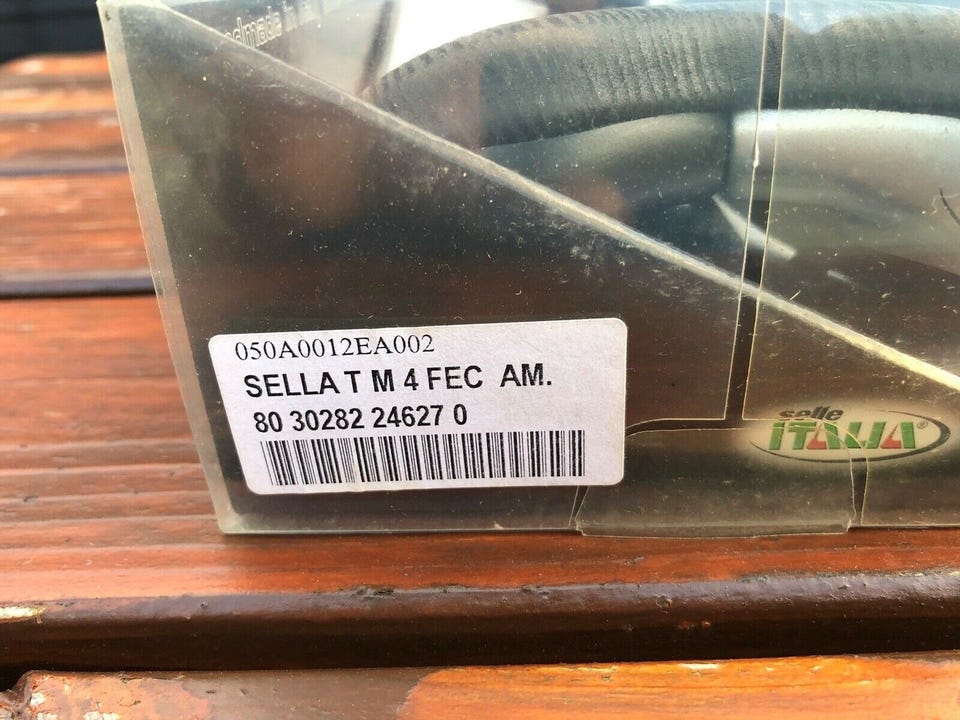 050A0012EA002
SELLA T M 4 FEC AM.
80 30282 24627 0
selle
ITALIA®